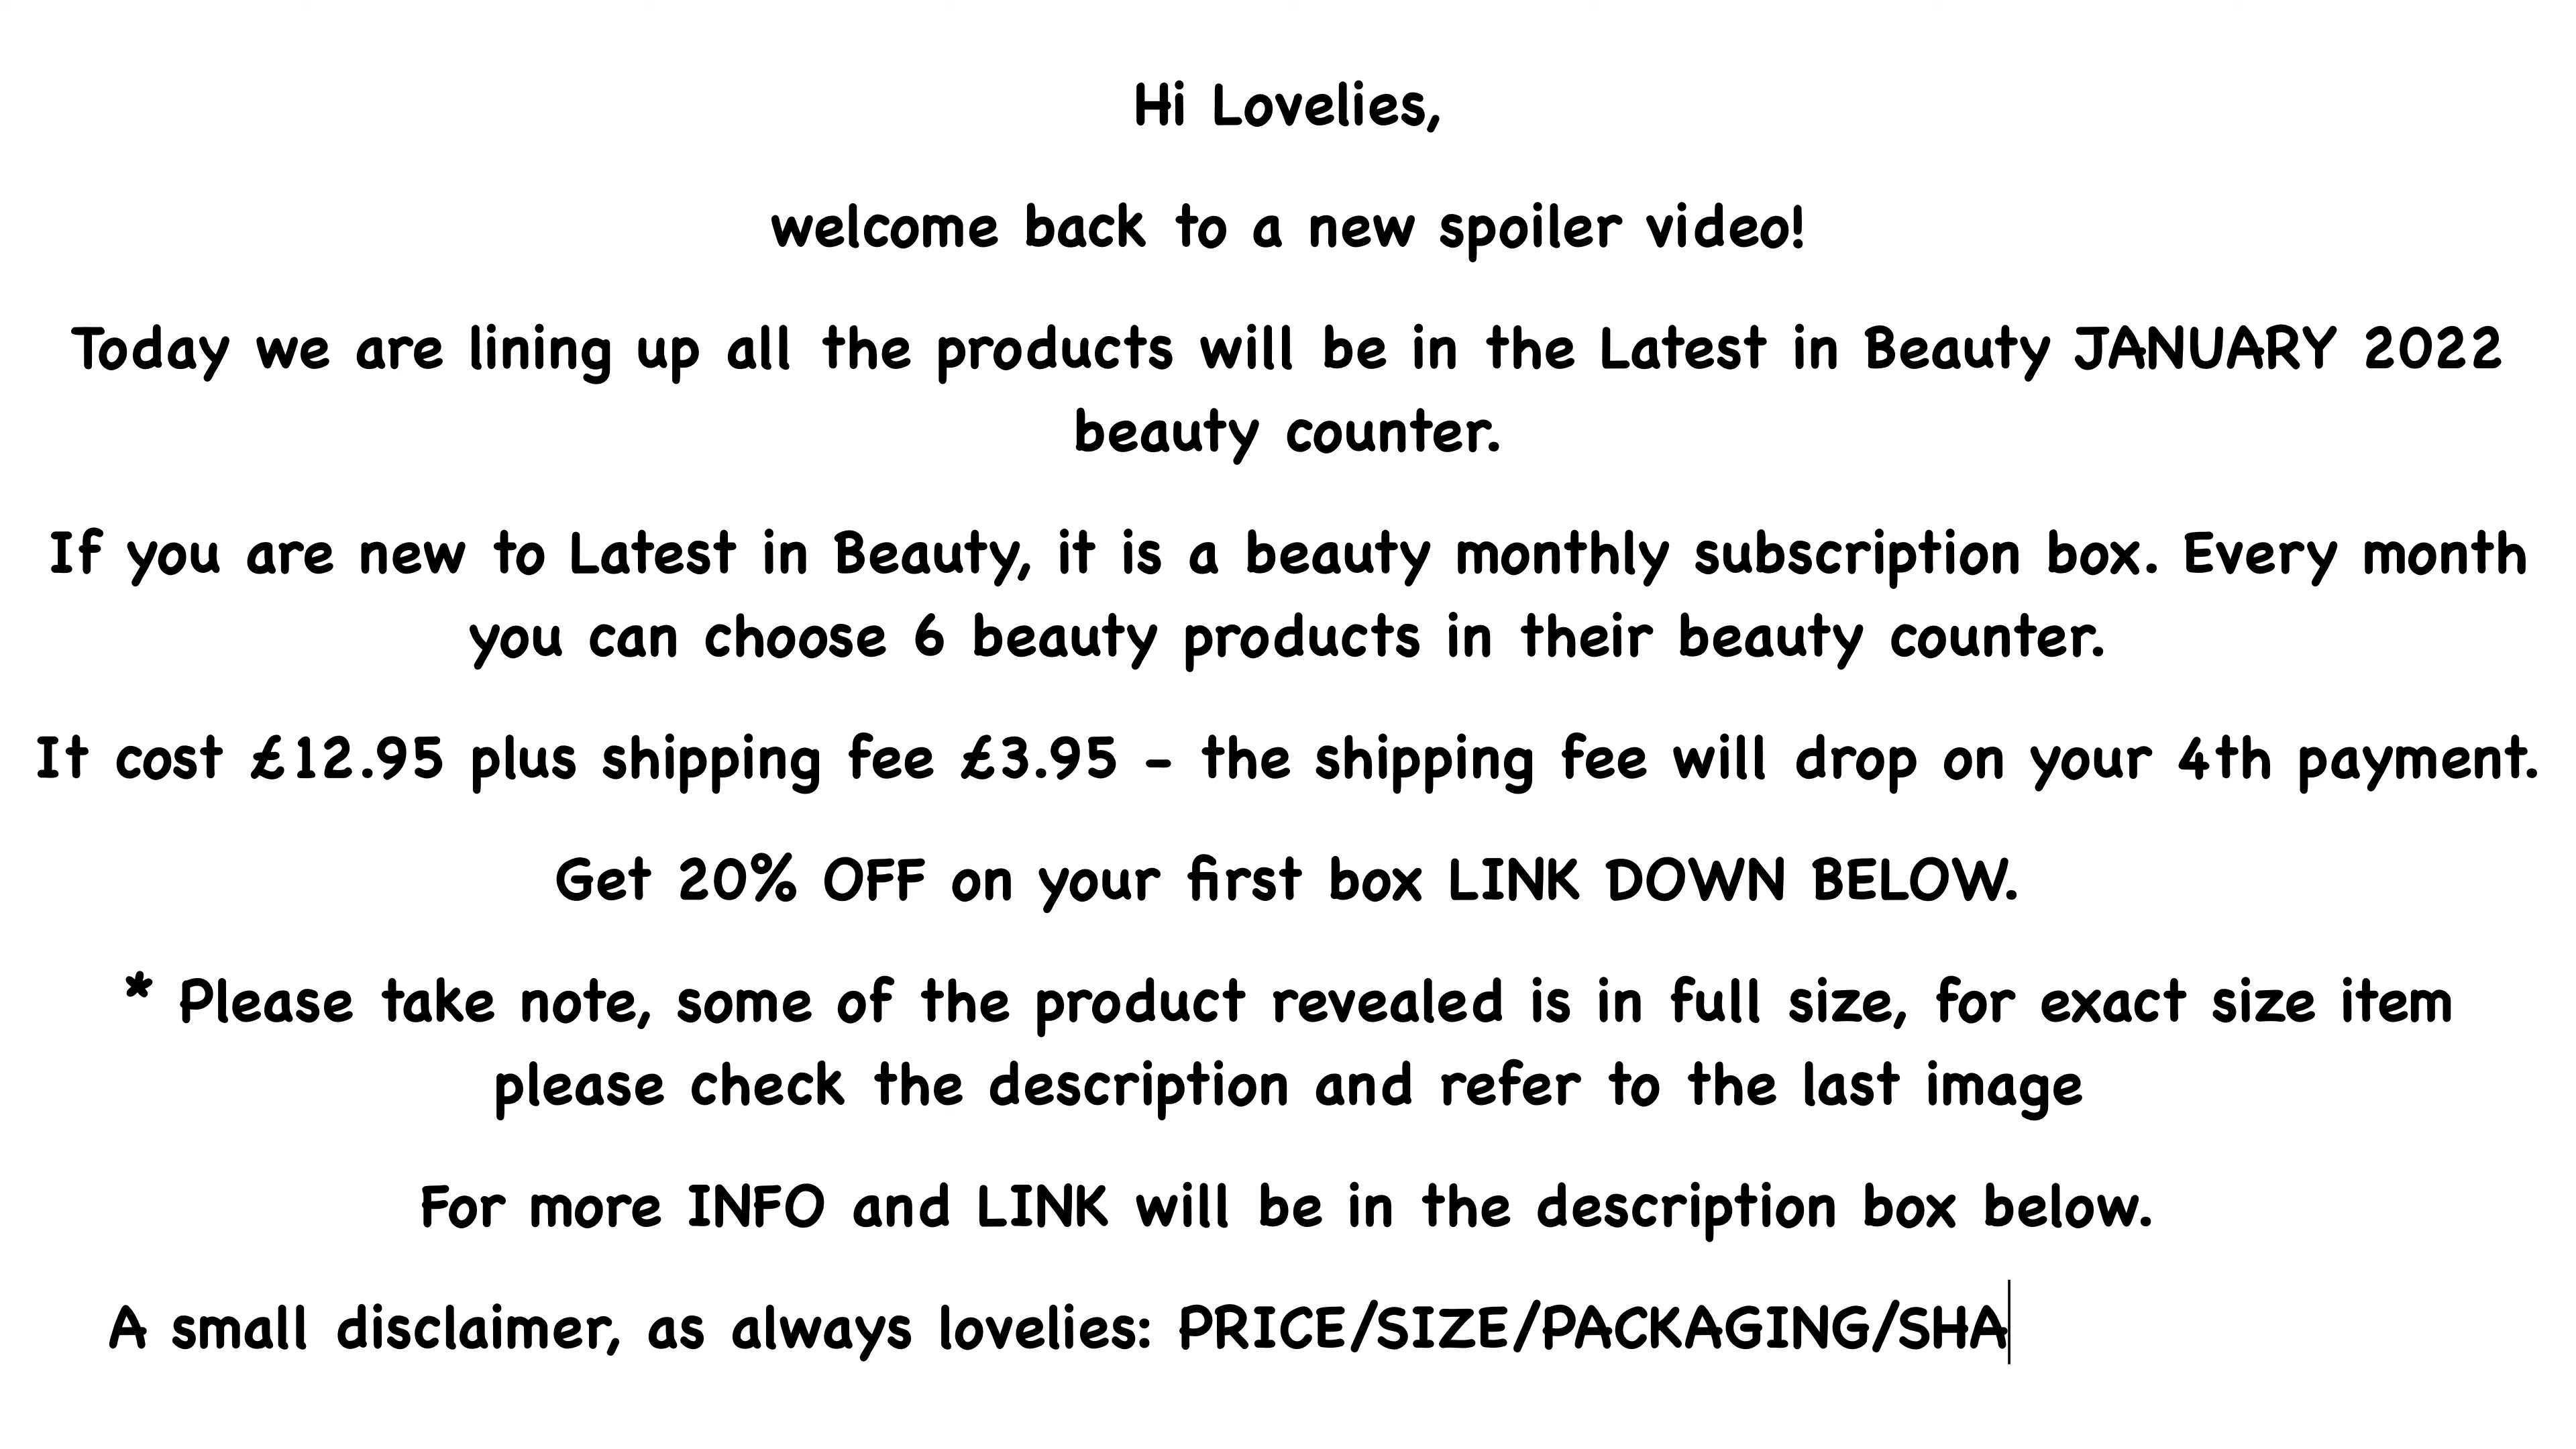 Hi Lovelies,
welcome back to a new spoiler video!
Today we are lining up all the products will be in the Latest in Beauty JANUARY 2022
beauty counter.
If you are new to Latest in Beauty, it is a beauty monthly subscription box. Every month
you can choose 6 beauty products in their beauty counter.
It cost £12.95 plus shipping fee £3.95 - the shipping fee will drop on your 4th payment.
Get 20% OFF on your first box LINK DOWN BELOW.
* Please take note, some of the product revealed is in full size, for exact size item
please check the description and refer to the last image
For more INFO and LINK will be in the description box below.
A small disclaimer, as always lovelies: PRICE/SIZE/PACKAGING/SHA